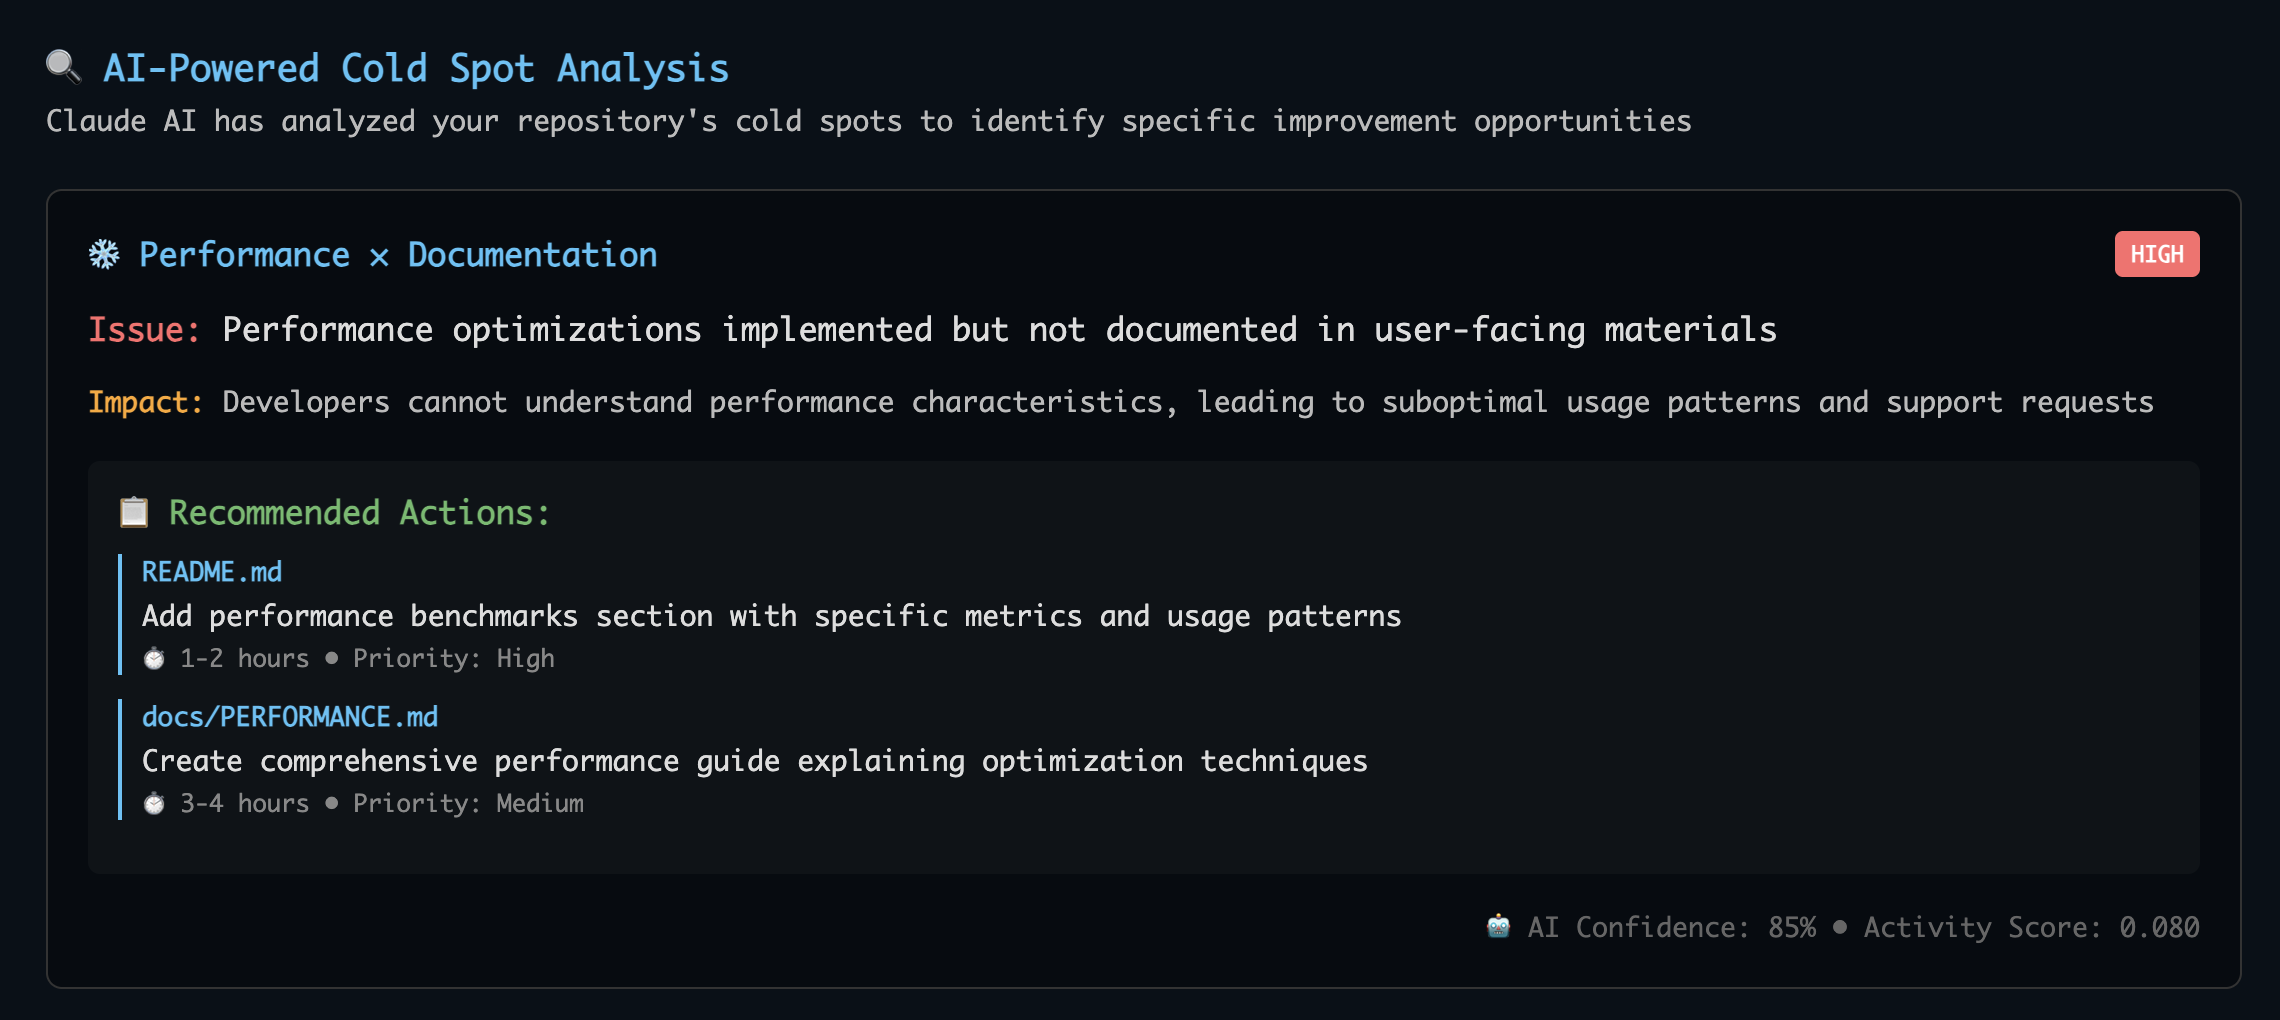 AI-Powered Cold Spot Analysis
Claude AI has analyzed your repository's cold spots to identify specific improvement opportunities
Performance × Documentation
HIGH
Issue: Performance optimizations implemented but not documented in user-facing materials
Impact: Developers cannot understand performance characteristics, leading to suboptimal usage patterns and support requests
Recommended Actions:
README.md
Add performance benchmarks section with specific metrics and usage patterns
1-2 hours • Priority: High
docs/PERFORMANCE.md
Create comprehensive performance guide explaining optimization techniques
3-4 hours • Priority: Medium
AI Confidence: 85% • Activity Score: 0.080